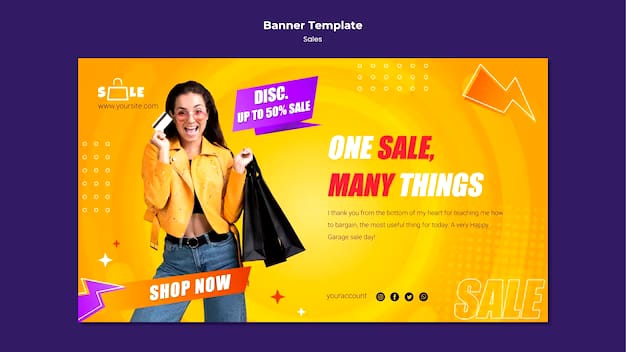 Banner Template
Sales
SALE
www.yoursite.com
DISC.
UP TO 50% SALE
ONE SALE,
MANY THINGS
I thank you from the bottom of my heart for teaching me how
to bargain, the most useful thing for today. A very Happy
Garage sale day!
SHOP NOW
youraccount
SALE